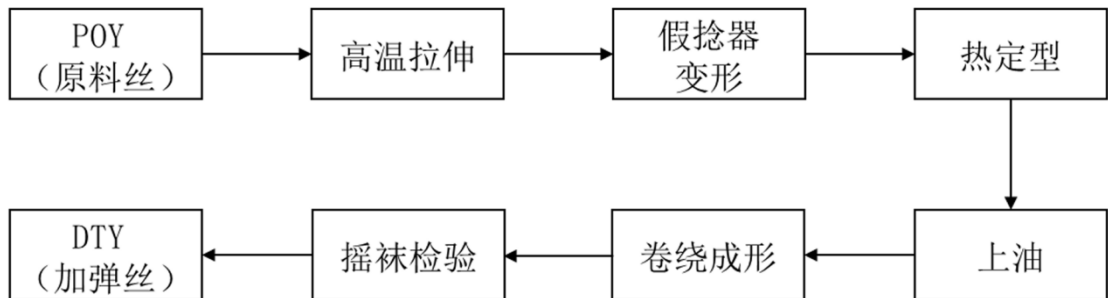 POY
（原料丝）
高温拉伸
假捻器
变形
热定型
上油
卷绕成形
摇袜检验
DTY
（加弹丝）